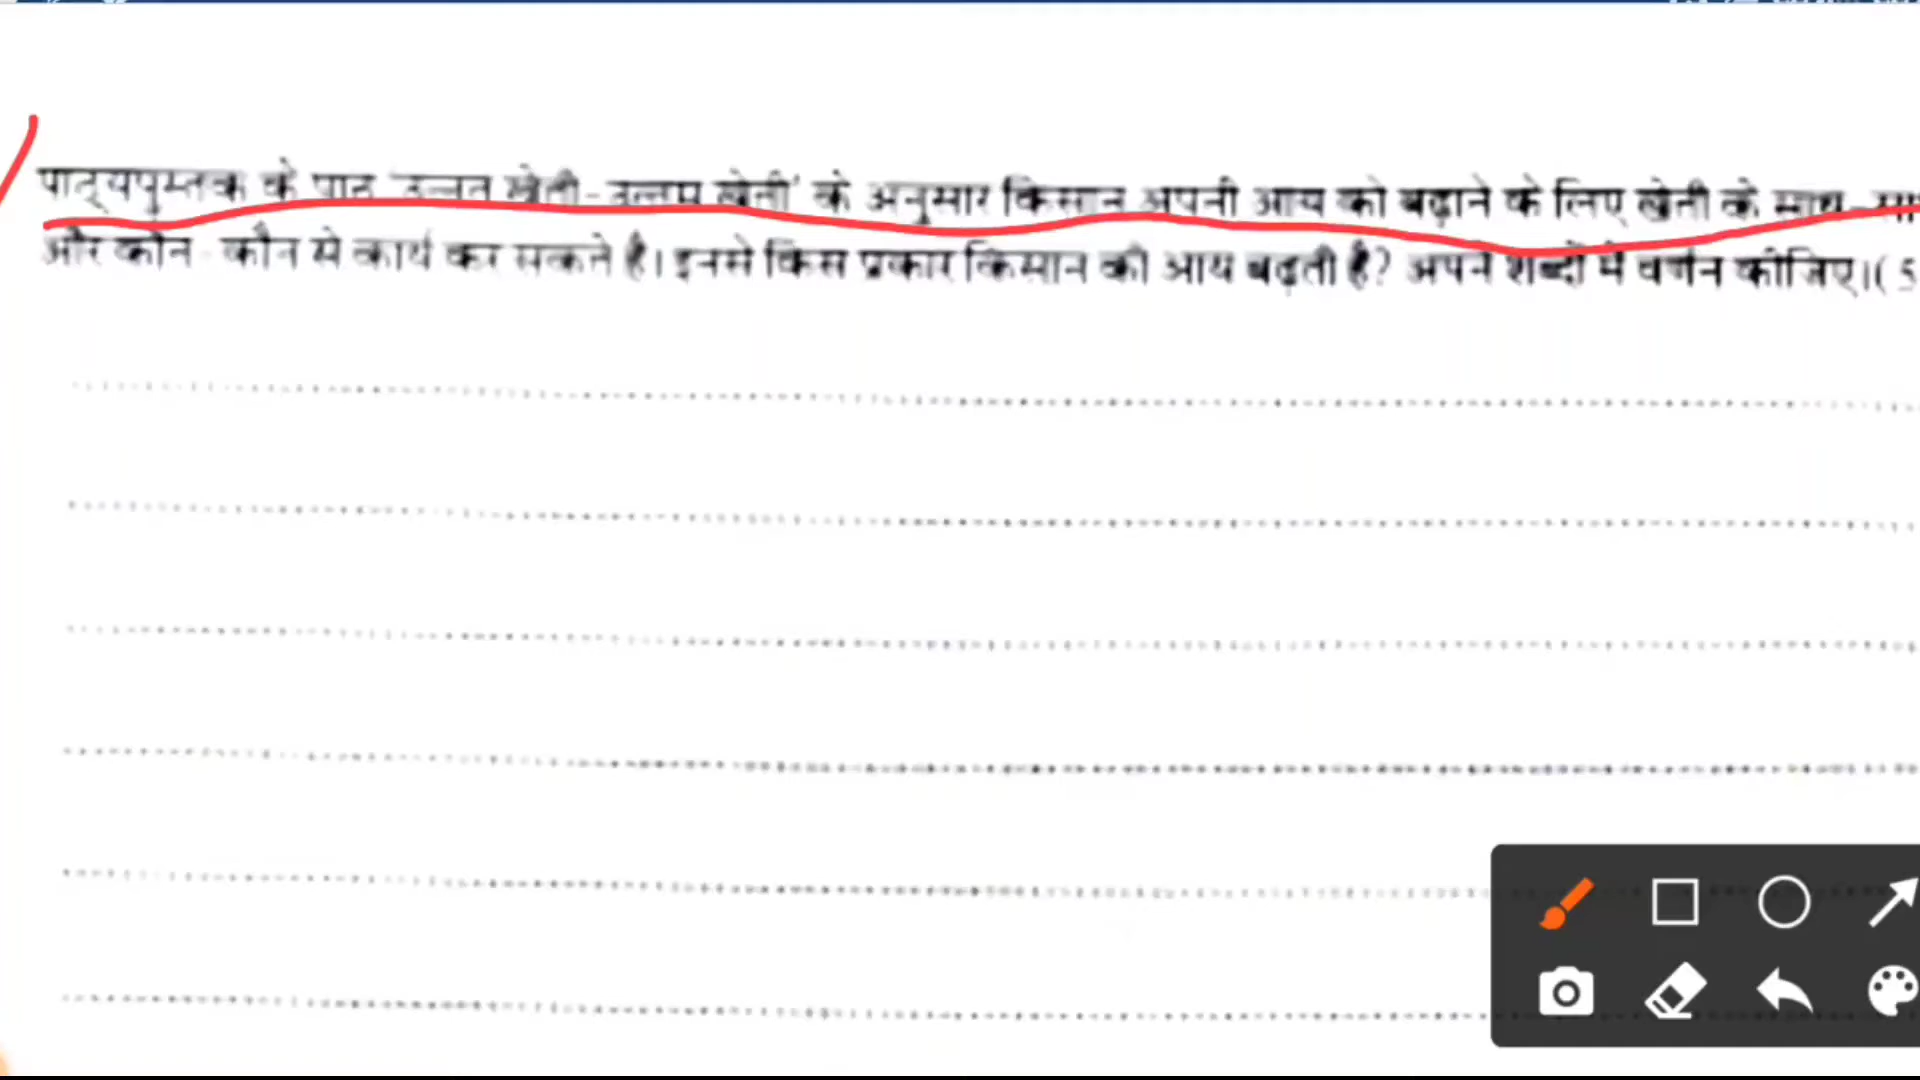 पाठ्यपुस्तक के पाठ 'उन्नत खेती-उत्तम खेती' के अनुसार किसान अपनी आय को बढ़ाने के लिए खेती के साथ-सा
और कौन-कौन से कार्य कर सकते है। इनसे किस प्रकार किसान की आय बढ़ती है? अपने शब्दों में वर्णन कीजिए।( 5